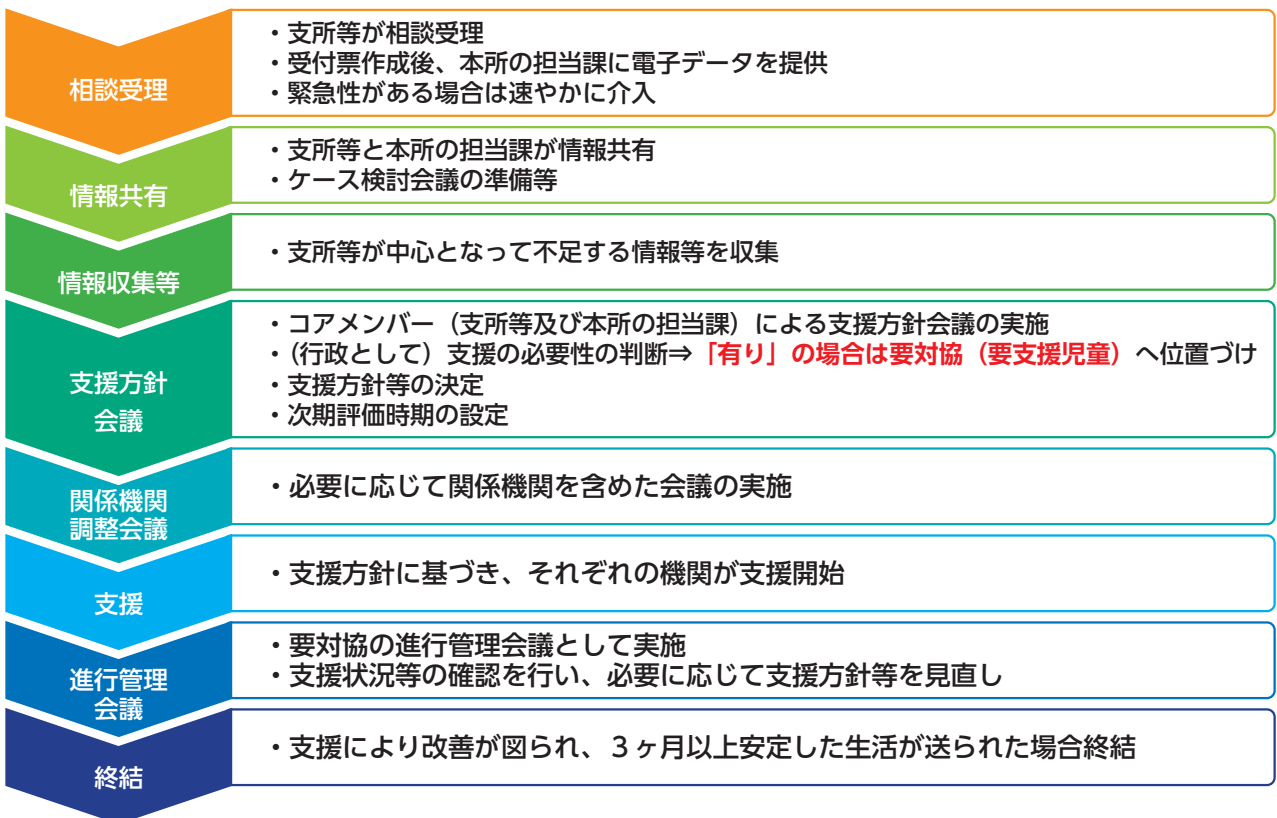 相談受理
・支所等が相談受理
・受付票作成後、本所の担当課に電子データを提供
・緊急性がある場合は速やかに介入
情報共有
・支所等と本所の担当課が情報共有
・ケース検討会議の準備等
情報収集等
・支所等が中心となって不足する情報等を収集
支援方針
会議
・コアメンバー（支所等及び本所の担当課）による支援方針会議の実施
・(行政として）支援の必要性の判断⇒「有り」の場合は要対協（要支援児童）へ位置づけ
・支援方針等の決定
・次期評価時期の設定
関係機関
調整会議
・必要に応じて関係機関を含めた会議の実施
支援
・支援方針に基づき、それぞれの機関が支援開始
進行管理
会議
・要対協の進行管理会議として実施
・支援状況等の確認を行い、必要に応じて支援方針等を見直し
終結
・支援により改善が図られ、３ヶ月以上安定した生活が送られた場合終結